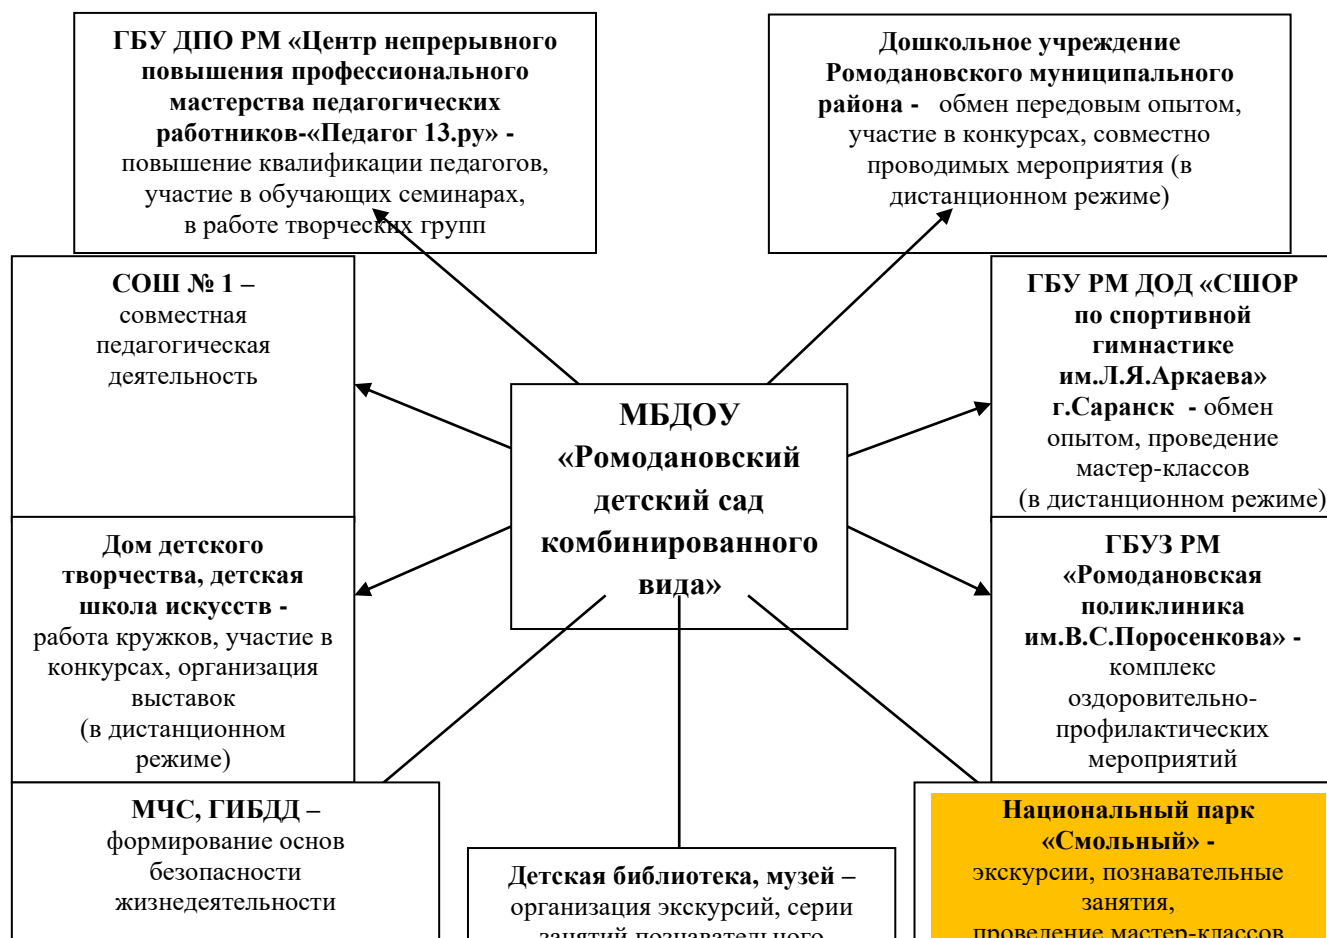 ГБУ ДПО РМ «Центр непрерывного
повышения профессионального
мастерства педагогических
работников-«Педагог 13.ру» -
повышение квалификации педагогов,
участие в обучающих семинарах,
в работе творческих групп
Дошкольное учреждение
Ромодановского муниципального
района - обмен передовым опытом,
участие в конкурсах, совместно
проводимых мероприятия (в
дистанционном режиме)
СОШ № 1 –
совместная
педагогическая
деятельность
ГБУ РМ ДОД «СШОР
по спортивной
гимнастике
им.Л.Я.Аркаева»
г.Саранск - обмен
опытом, проведение
мастер-классов
(в дистанционном режиме)
МБДОУ
«Ромодановский
детский сад
комбинированного
вида»
Дом детского
творчества, детская
школа искусств -
работа кружков, участие в
конкурсах, организация
выставок
(в дистанционном
режиме)
ГБУЗ РМ
«Ромодановская
поликлиника
им.В.С.Поросенкова» -
комплекс
оздоровительно-
профилактических
мероприятий
МЧС, ГИБДД –
формирование основ
безопасности
жизнедеятельности
Детская библиотека, музей –
организация экскурсий, серии
занятий познавательного
Национальный парк
«Смольный» -
экскурсии, познавательные
занятия,
проведение мастер-классов